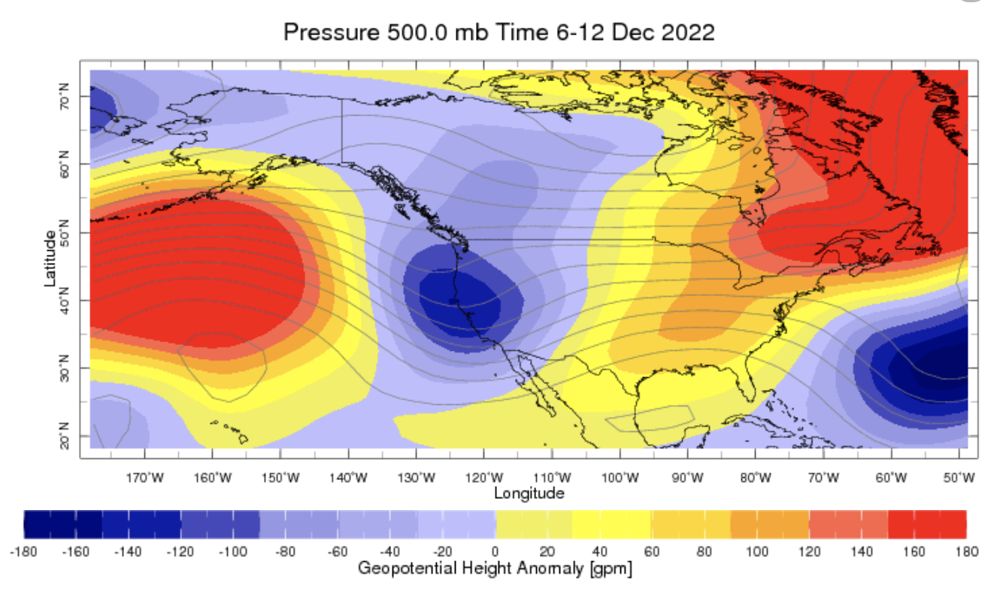 Pressure 500.0 mb Time 6-12 Dec 2022
70°N
60°N
50°N
40°N
30°N
20°N
Latitude
170°W 160°W 150°W 140°W 130°W 120°W 110°W 100°W 90°W 80°W 70°W 60°W 50°W
Longitude
-180 -160 -140 -120 -100 -80 -60 -40 -20 0 20 40 60 80 100 120 140 160 180
Geopotential Height Anomaly [gpm]